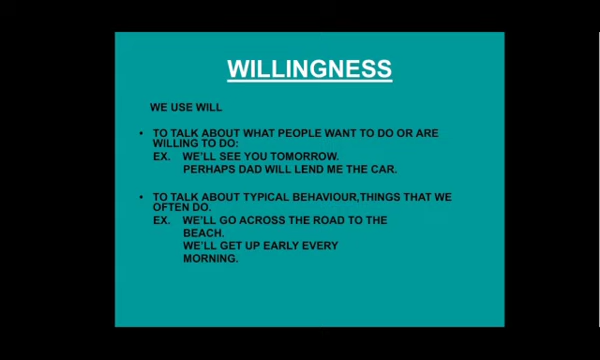 WILLINGNESS
WE USE WILL
• TO TALK ABOUT WHAT PEOPLE WANT TO DO OR ARE
WILLING TO DO:
EX. WE'LL SEE YOU TOMORROW.
PERHAPS DAD WILL LEND ME THE CAR.
• TO TALK ABOUT TYPICAL BEHAVIOUR,THINGS THAT WE
OFTEN DO.
EX. WE'LL GO ACROSS THE ROAD TO THE
BEACH.
WE'LL GET UP EARLY EVERY
MORNING.